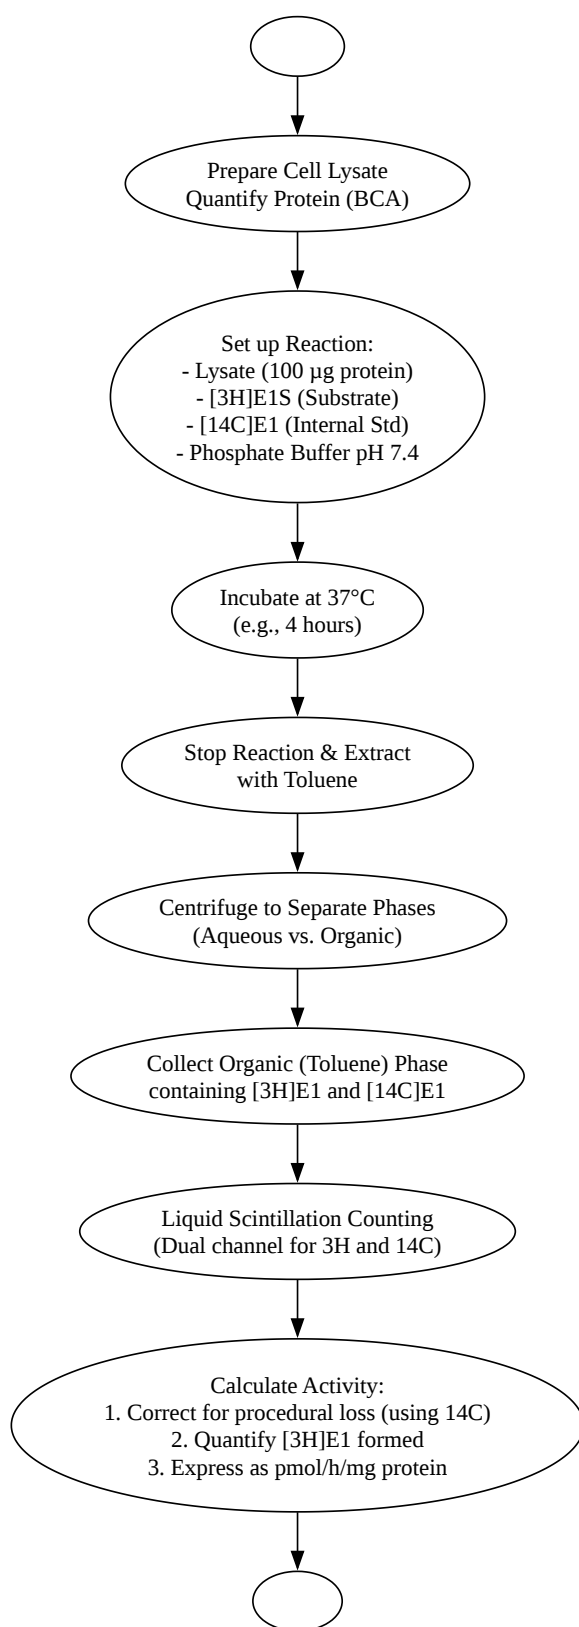 Prepare Cell Lysate
Quantify Protein (BCA)
Set up Reaction:
- Lysate (100 µg protein)
- [3H]E1S (Substrate)
- [14C]E1 (Internal Std)
- Phosphate Buffer pH 7.4
Incubate at 37°C
(e.g., 4 hours)
Stop Reaction & Extract
with Toluene
Centrifuge to Separate Phases
(Aqueous vs. Organic)
Collect Organic (Toluene) Phase
containing [3H]E1 and [14C]E1
Liquid Scintillation Counting
(Dual channel for 3H and 14C)
Calculate Activity:
1. Correct for procedural loss (using 14C)
2. Quantify [3H]E1 formed
3. Express as pmol/h/mg protein